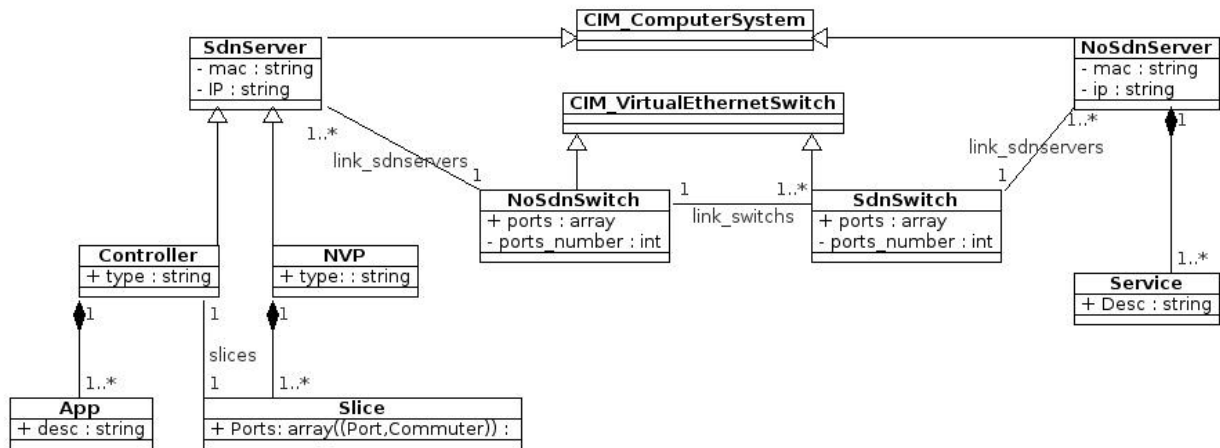 CIM_ComputerSystem
SdnServer
- mac : string
- IP : string
NoSdnServer
- mac : string
- ip : string
CIM_VirtualEthernetSwitch
1..*
link_sdnservers
1
1..*
1
link_sdnservers
1
NoSdnSwitch
+ ports : array
- ports_number : int
1
1..*
link_switchs
SdnSwitch
+ ports : array
- ports_number : int
Controller
+ type : string
NVP
+ type: : string
1..*
Service
+ Desc : string
1
1
1
slices
1..*
1
1..*
App
+ desc : string
Slice
+ Ports: array((Port,Commuter)) :